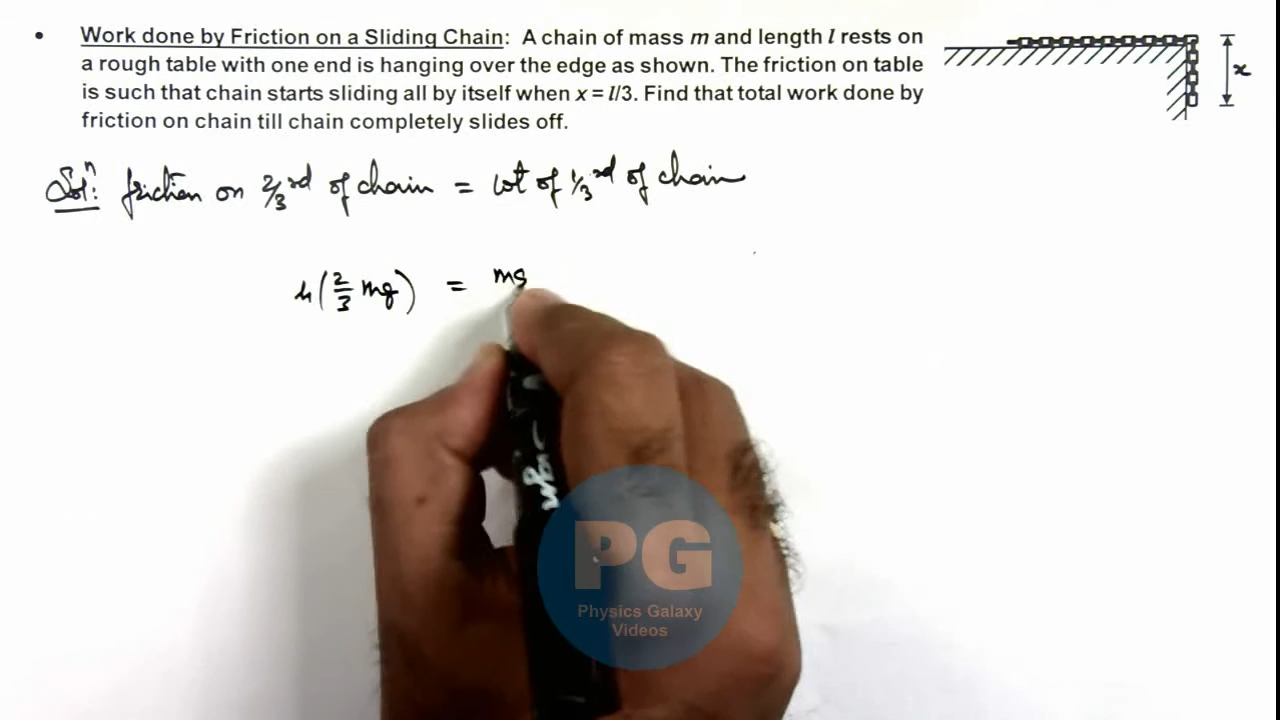 • Work done by Friction on a Sliding Chain: A chain of mass m and length l rests on
a rough table with one end is hanging over the edge as shown. The friction on table
is such that chain starts sliding all by itself when x = l/3. Find that total work done by
friction on chain till chain completely slides off.
x
Solⁿ: friction on 2/3rd of chain = wt of 1/3rd of chain
μ(2/3 mg) = mg
PG
Physics Galaxy
Videos